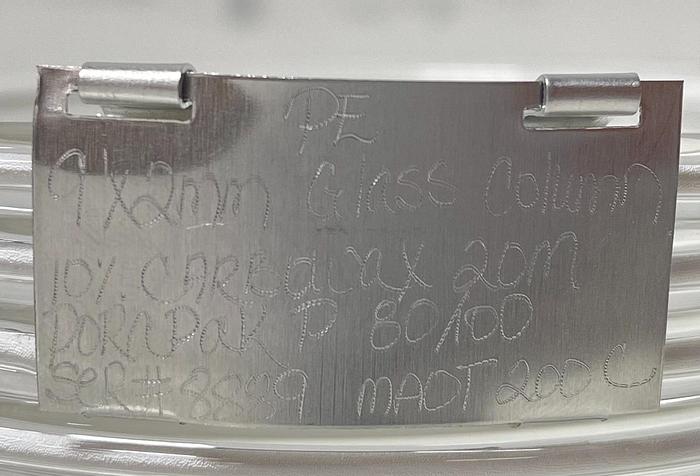 PE
9 X2mm Glass Column
10% CARBOWAX 20M
PORAPAK P 80/100
SER# 8889 MAOT 200 C